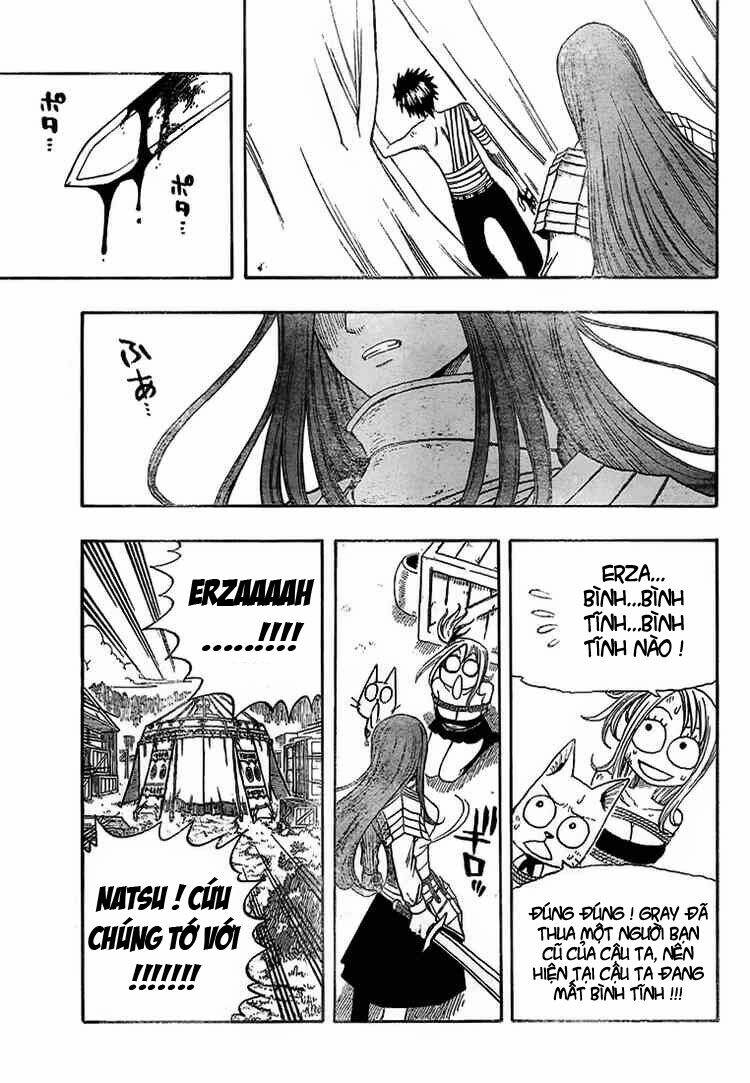 ポタ…
ポタ…
ふぁ…
ERZA...
BÌNH...BÌNH
TĨNH...BÌNH
TĨNH NÀO !
ĐÚNG ĐÚNG ! GRAY ĐÃ
THUA MỘT NGƯỜI BẠN
CŨ CỦA CẬU TA, NÊN
HIỆN TẠI CẬU TA ĐANG
MẤT BÌNH TĨNH !!!
ギロ!!
ERZAAAAH
......!!!!
NATSU ! CỨU
CHÚNG TỚ VỚI
!!!!!!!